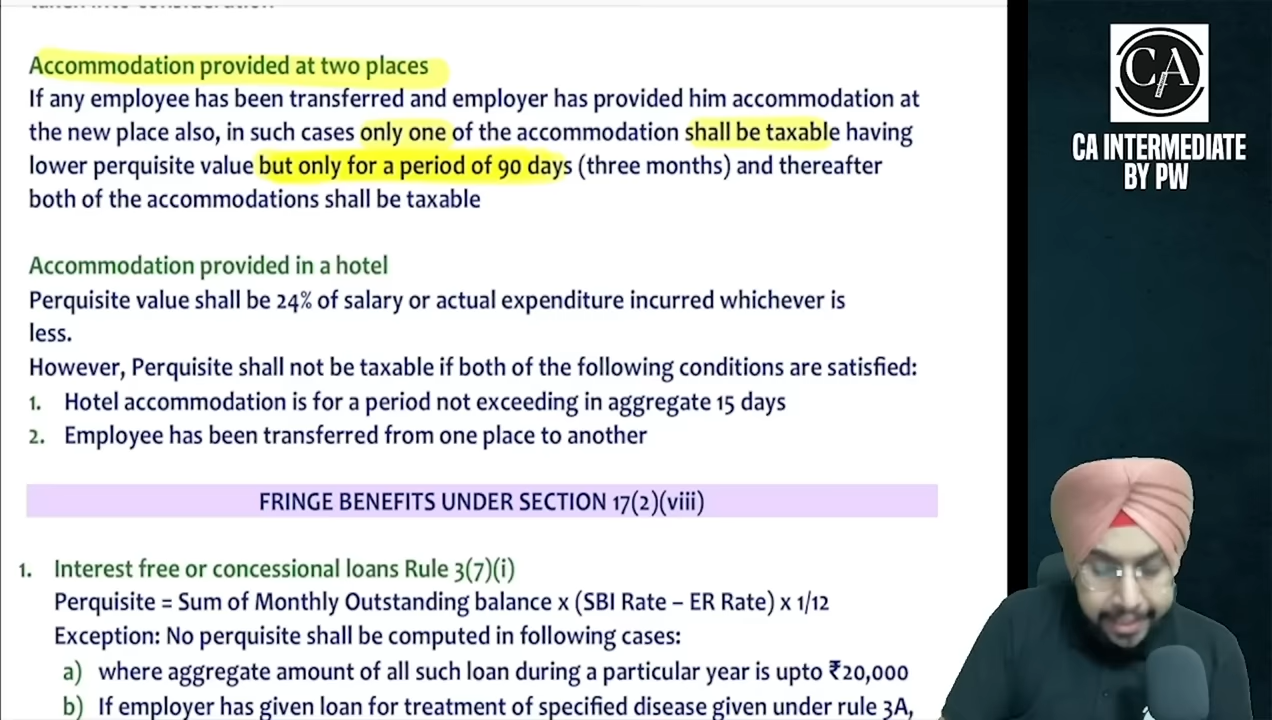 Accommodation provided at two places
If any employee has been transferred and employer has provided him accommodation at
the new place also, in such cases only one of the accommodation shall be taxable having
lower perquisite value but only for a period of 90 days (three months) and thereafter
both of the accommodations shall be taxable
Accommodation provided in a hotel
Perquisite value shall be 24% of salary or actual expenditure incurred whichever is
less.
However, Perquisite shall not be taxable if both of the following conditions are satisfied:
1. Hotel accommodation is for a period not exceeding in aggregate 15 days
2. Employee has been transferred from one place to another
FRINGE BENEFITS UNDER SECTION 17(2)(viii)
1. Interest free or concessional loans Rule 3(7)(i)
Perquisite = Sum of Monthly Outstanding balance x (SBI Rate – ER Rate) x 1/12
Exception: No perquisite shall be computed in following cases:
a) where aggregate amount of all such loan during a particular year is upto ₹20,000
b) If employer has given loan for treatment of specified disease given under rule 3A,
CA
CA INTERMEDIATE
BY PW